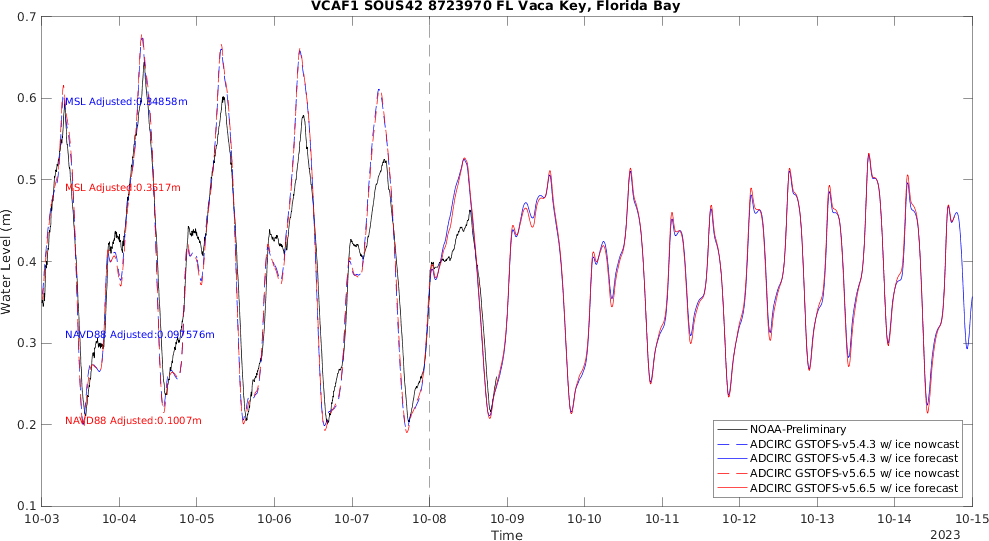 VCAF1 SOUS42 8723970 FL Vaca Key, Florida Bay
0.7
0.6
0.5
0.4
0.3
0.2
0.1
Water Level (m)
MSL Adjusted:0.34858m
MSL Adjusted:0.3517m
NAVD88 Adjusted:0.097576m
NAVD88 Adjusted:0.1007m
NOAA-Preliminary
ADCIRC GSTOFS-v5.4.3 w/ ice nowcast
ADCIRC GSTOFS-v5.4.3 w/ ice forecast
ADCIRC GSTOFS-v5.6.5 w/ ice nowcast
ADCIRC GSTOFS-v5.6.5 w/ ice forecast
10-03 10-04 10-05 10-06 10-07 10-08 10-09 10-10 10-11 10-12 10-13 10-14 10-15
Time
2023